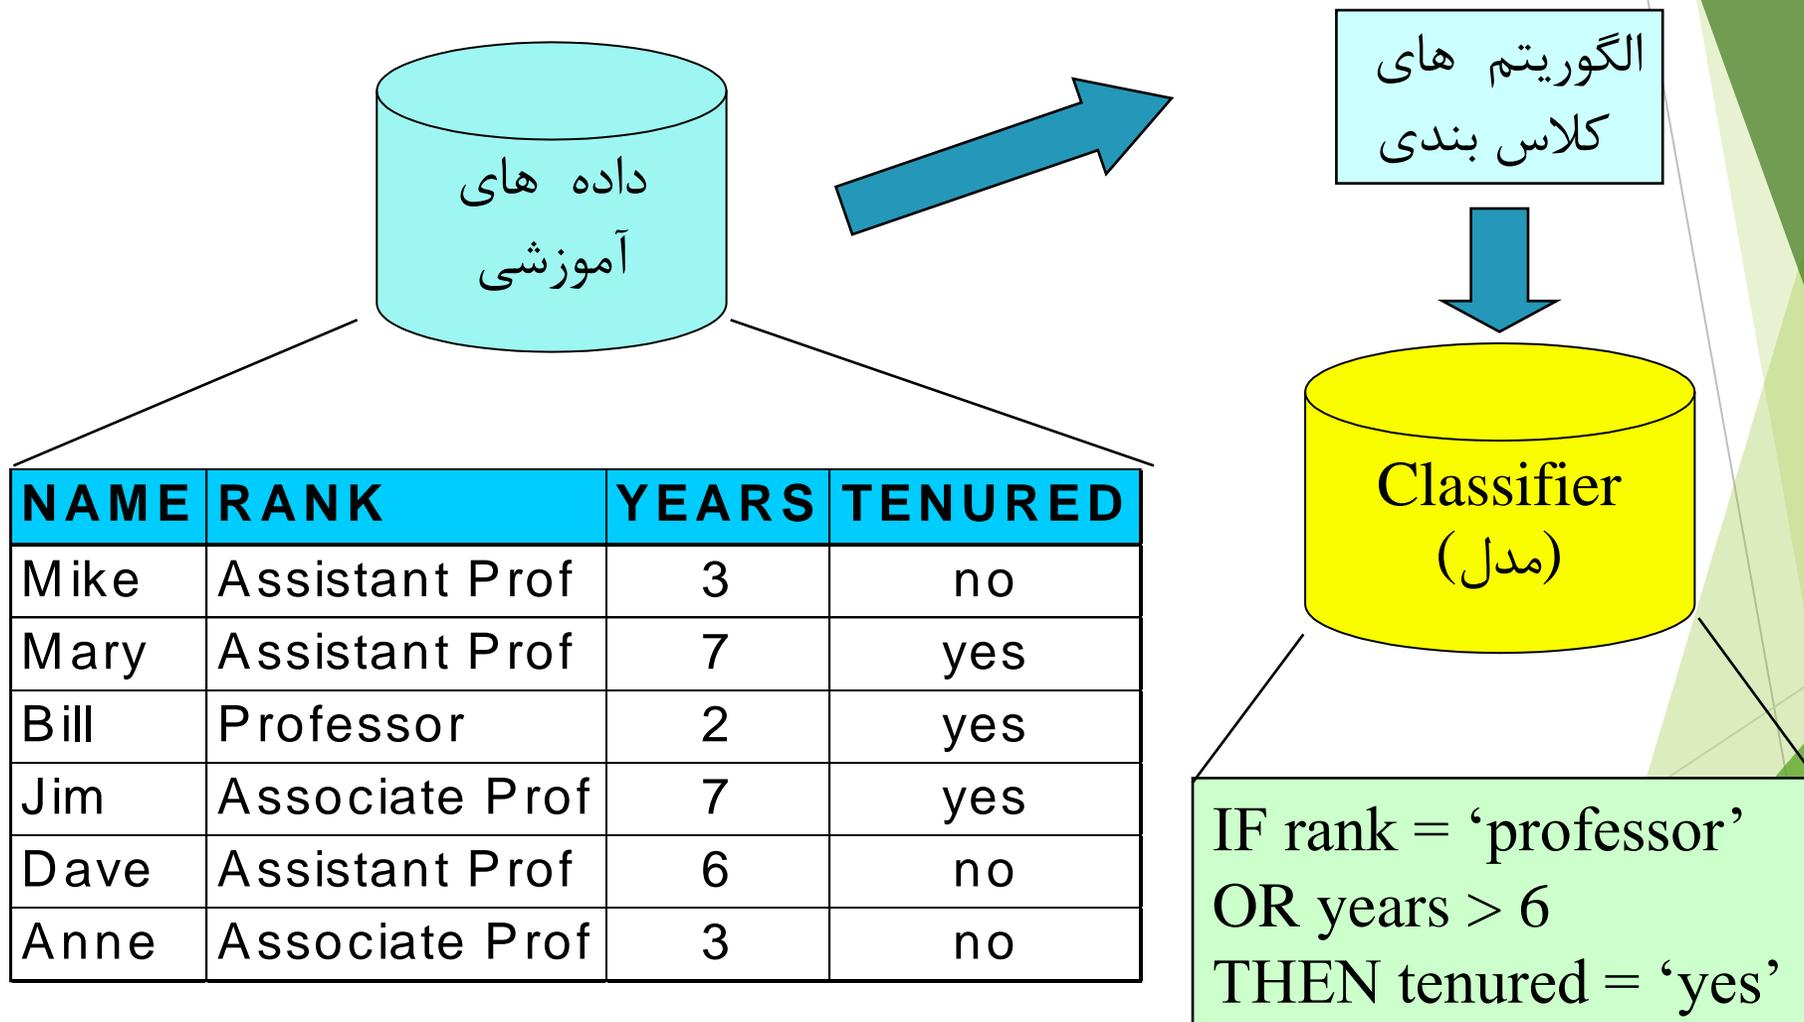 داده های
آموزشی
الگوریتم های
کلاس بندی
NAME RANK YEARS TENURED
Mike Assistant Prof 3 no
Mary Assistant Prof 7 yes
Bill Professor 2 yes
Jim Associate Prof 7 yes
Dave Assistant Prof 6 no
Anne Associate Prof 3 no
Classifier
(مدل)
IF rank = ‘professor’
OR years > 6
THEN tenured = ‘yes’